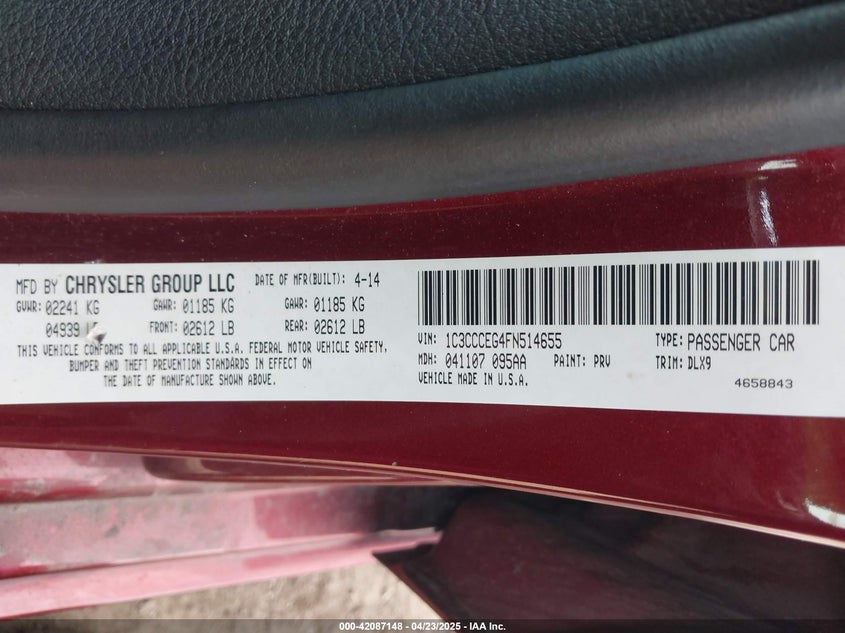 MFD BY CHRYSLER GROUP LLC DATE OF MFR(BUILT): 4-14
GVWR: 02241 KG GAWR: 01185 KG GAWR: 01185 KG
04939 FRONT: 02612 LB REAR: 02612 LB
THIS VEHICLE CONFORMS TO ALL APPLICABLE U.S.A. FEDERAL MOTOR VEHICLE SAFETY,
BUMPER AND THEFT PREVENTION STANDARDS IN EFFECT ON
THE DATE OF MANUFACTURE SHOWN ABOVE.
VIN: 1C3CCCEG4FN514655 TYPE: PASSENGER CAR
MDH: 041107 095AA PAINT: PRV TRIM: DLX9
VEHICLE MADE IN U.S.A. 4658843
000-42087148 - 04/23/2025 - IAA Inc.